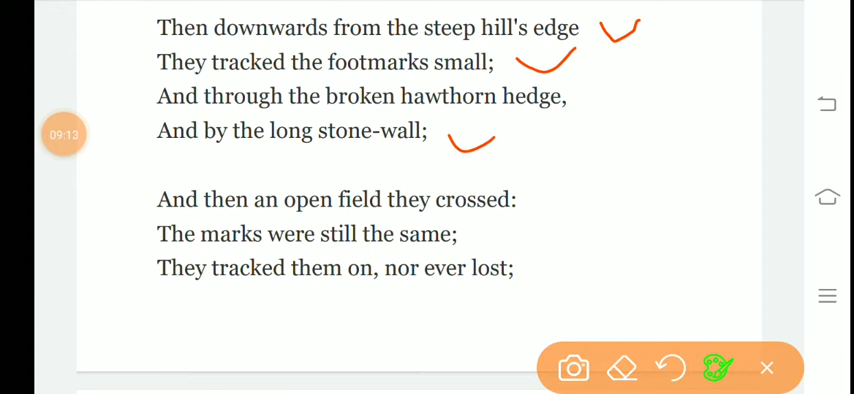 Then downwards from the steep hill's edge
They tracked the footmarks small;
And through the broken hawthorn hedge,
And by the long stone-wall;
09:13
And then an open field they crossed:
The marks were still the same;
They tracked them on, nor ever lost;